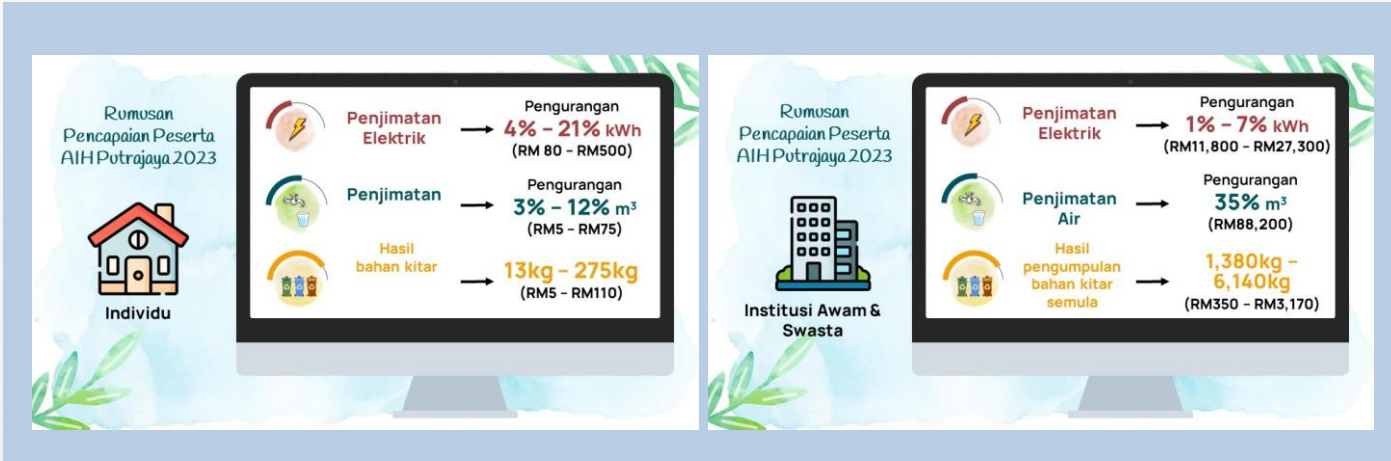 Rumusan
Pencapaian Peserta
AIH Putrajaya 2023
Individu
Penjimatan
Elektrik
Pengurangan
4% – 21% kWh
(RM 80 – RM500)
Penjimatan
Pengurangan
3% – 12% m³
(RM5 – RM75)
Hasil
bahan kitar
13kg – 275kg
(RM5 – RM110)
Rumusan
Pencapaian Peserta
AIH Putrajaya 2023
Institusi Awam &
Swasta
Penjimatan
Elektrik
Pengurangan
1% – 7% kWh
(RM11,800 – RM27,300)
Penjimatan
Air
Pengurangan
35% m³
(RM88,200)
Hasil
pengumpulan
bahan kitar
semula
1,380kg –
6,140kg
(RM350 – RM3,170)